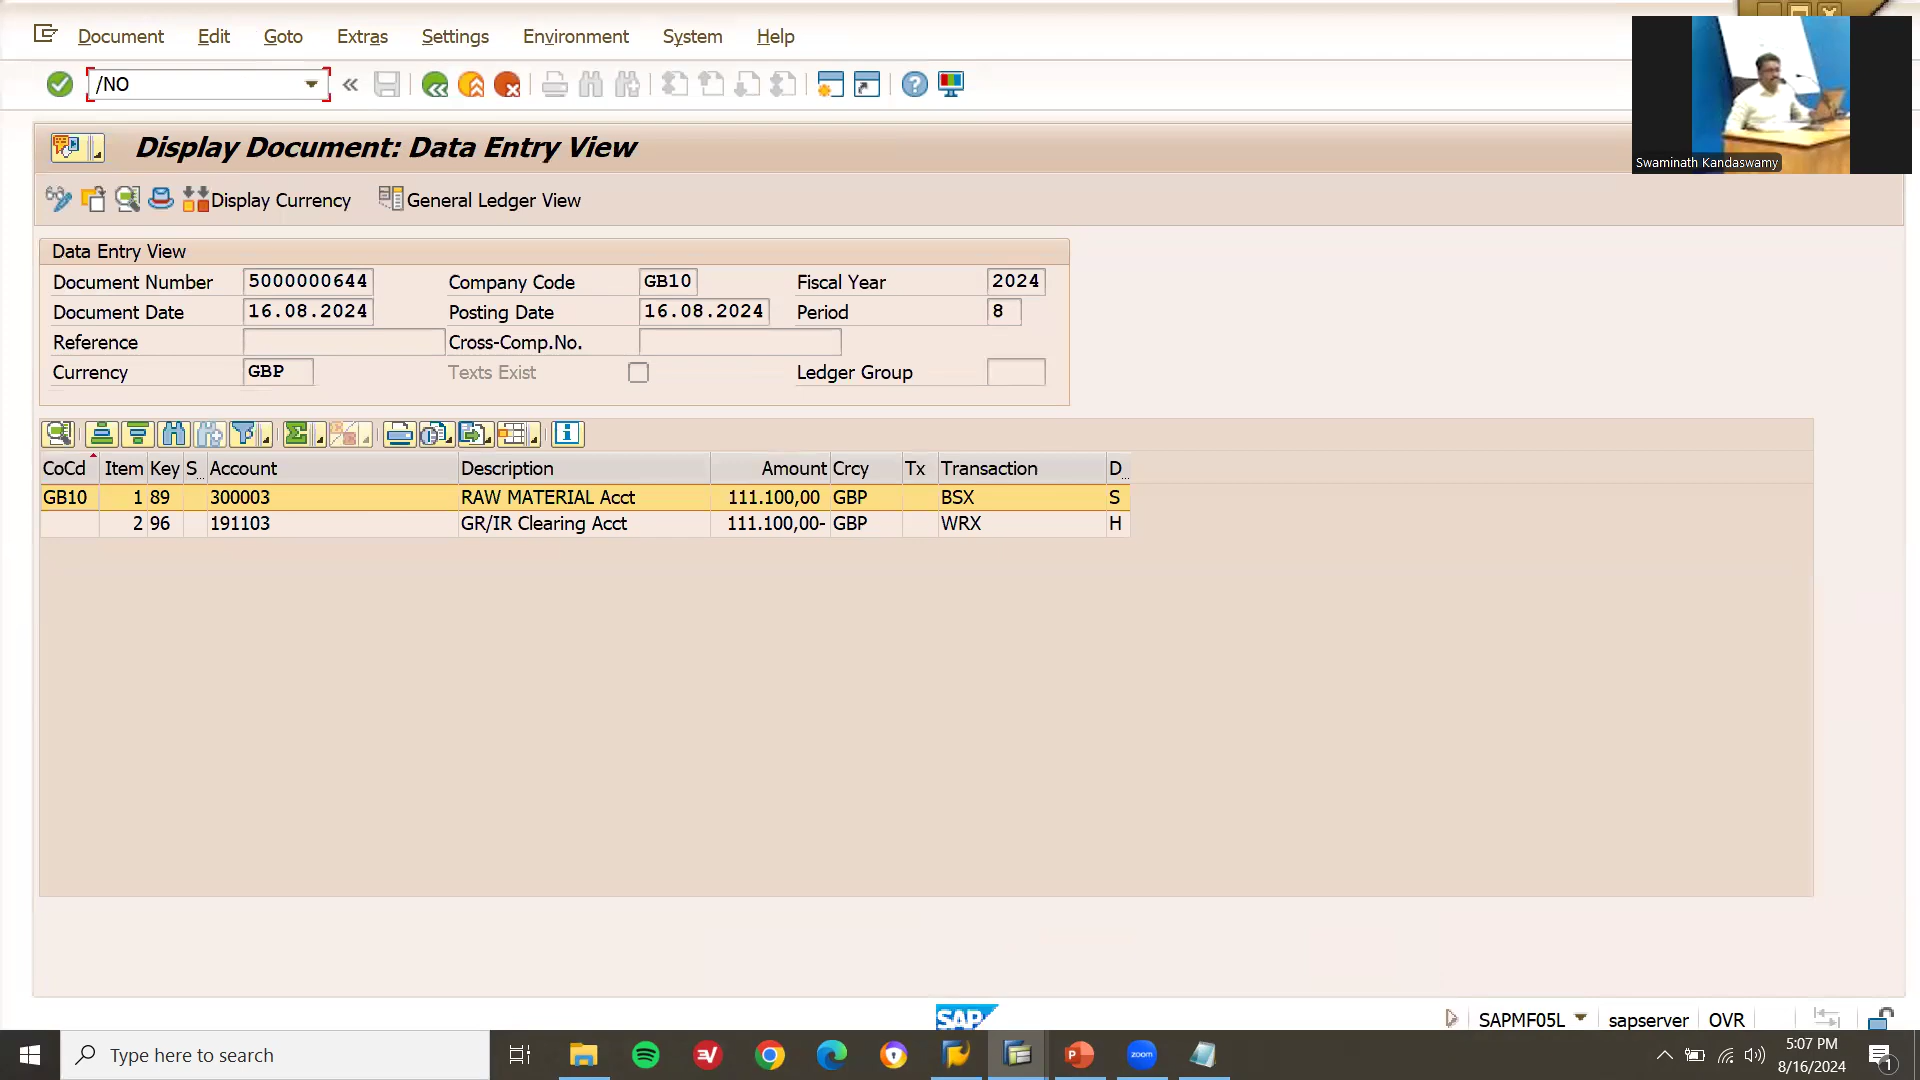 Document Edit Goto Extras Settings Environment System Help
/NO
Display Document: Data Entry View
Display Currency General Ledger View
Data Entry View
Document Number 5000000644 Company Code GB10 Fiscal Year 2024
Document Date 16.08.2024 Posting Date 16.08.2024 Period 8
Reference Cross-Comp.No.
Currency GBP Texts Exist Ledger Group
CoCd Item Key S.. Account Description Amount Crcy Tx Transaction D..
GB10 1 89 300003 RAW MATERIAL Acct 111.100,00 GBP BSX S
2 96 191103 GR/IR Clearing Acct 111.100,00- GBP WRX H
Swaminath Kandaswamy
SAP
SAPMF05L sapserver OVR
Type here to search
zoom
5:07 PM
8/16/2024
1